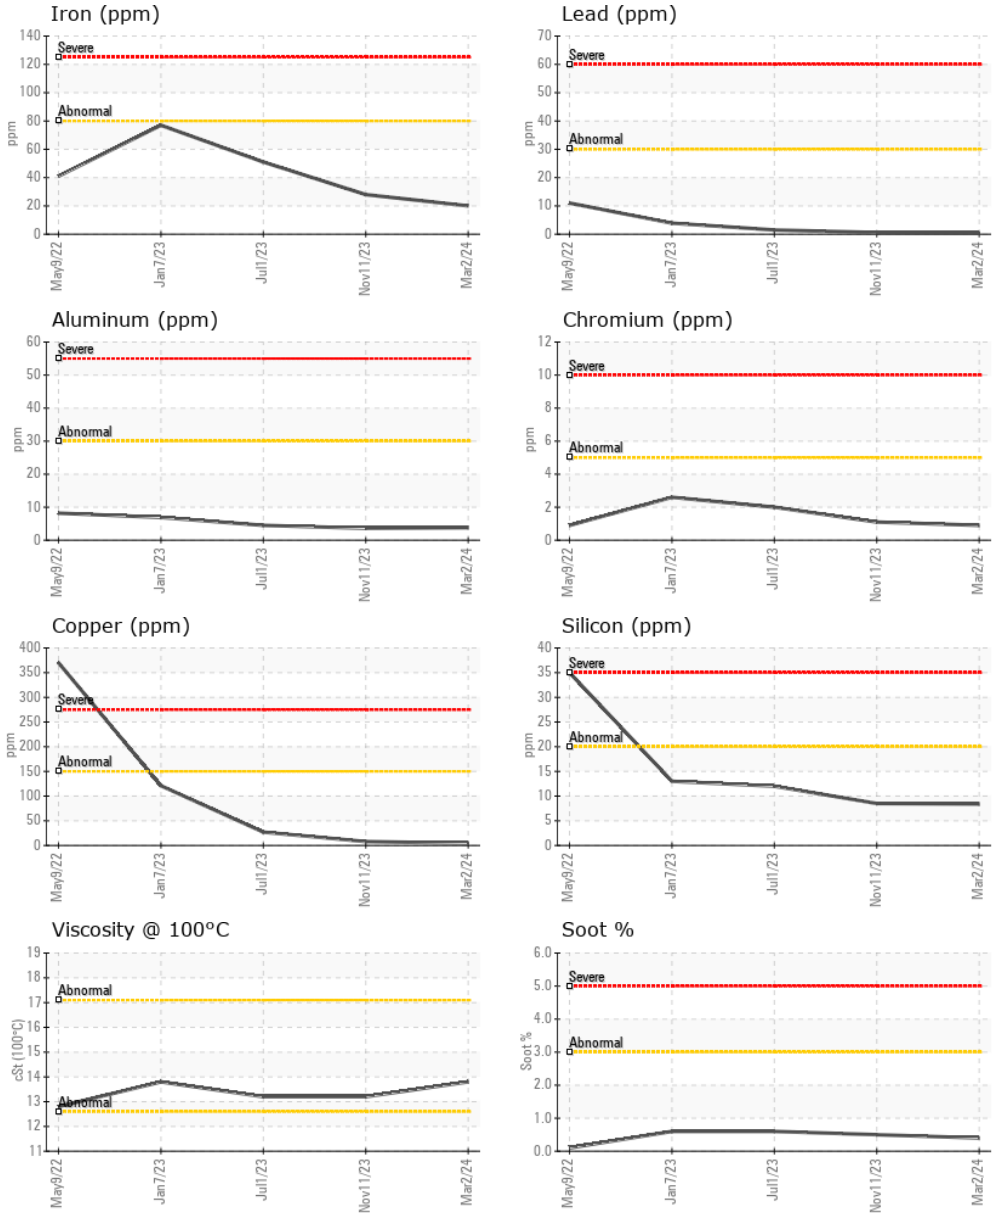 Iron (ppm)
140
120
100
80
60
40
20
0
ppm
Severe
Abnormal
May9/22
Jan7/23
Jul1/23
Nov11/23
Mar2/24
Lead (ppm)
70
60
50
40
30
20
10
0
ppm
Severe
Abnormal
May9/22
Jan7/23
Jul1/23
Nov11/23
Mar2/24
Aluminum (ppm)
60
50
40
30
20
10
0
ppm
Severe
Abnormal
May9/22
Jan7/23
Jul1/23
Nov11/23
Mar2/24
Chromium (ppm)
12
10
8
6
4
2
0
ppm
Severe
Abnormal
May9/22
Jan7/23
Jul1/23
Nov11/23
Mar2/24
Copper (ppm)
400
350
300
250
200
150
100
50
0
ppm
Severe
Abnormal
May9/22
Jan7/23
Jul1/23
Nov11/23
Mar2/24
Silicon (ppm)
40
35
30
25
20
15
10
5
0
ppm
Severe
Abnormal
May9/22
Jan7/23
Jul1/23
Nov11/23
Mar2/24
Viscosity @ 100°C
19
18
17
16
15
14
13
12
11
cSt (100°C)
Abnormal
Abnormal
May9/22
Jan7/23
Jul1/23
Nov11/23
Mar2/24
Soot %
6.0
5.0
4.0
3.0
2.0
1.0
0.0
Soot %
Severe
Abnormal
May9/22
Jan7/23
Jul1/23
Nov11/23
Mar2/24